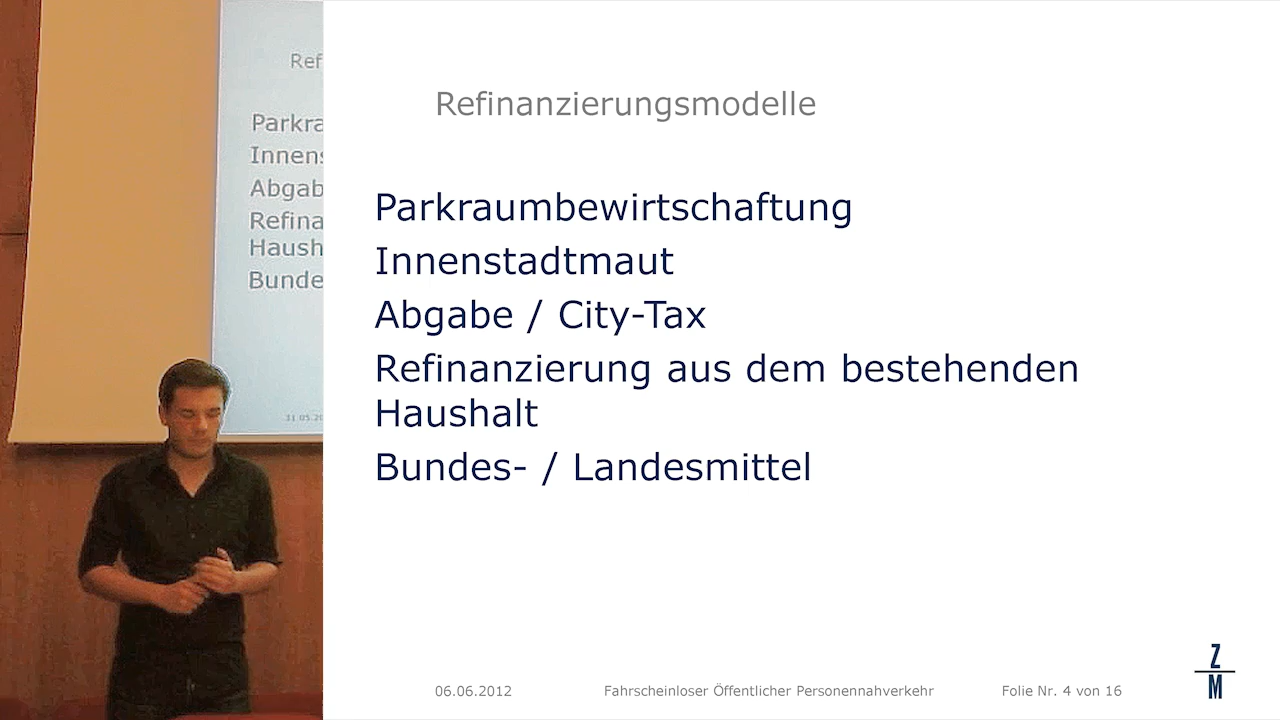 Ref
Parkra
Innens
Abgab
Refina
Haush
Bunde
Refinanzierungsmodelle
Parkraumbewirtschaftung
Innenstadtmaut
Abgabe / City-Tax
Refinanzierung aus dem bestehenden
Haushalt
Bundes- / Landesmittel
06.06.2012 Fahrscheinloser Öffentlicher Personennahverkehr Folie Nr. 4 von 16
Z
M